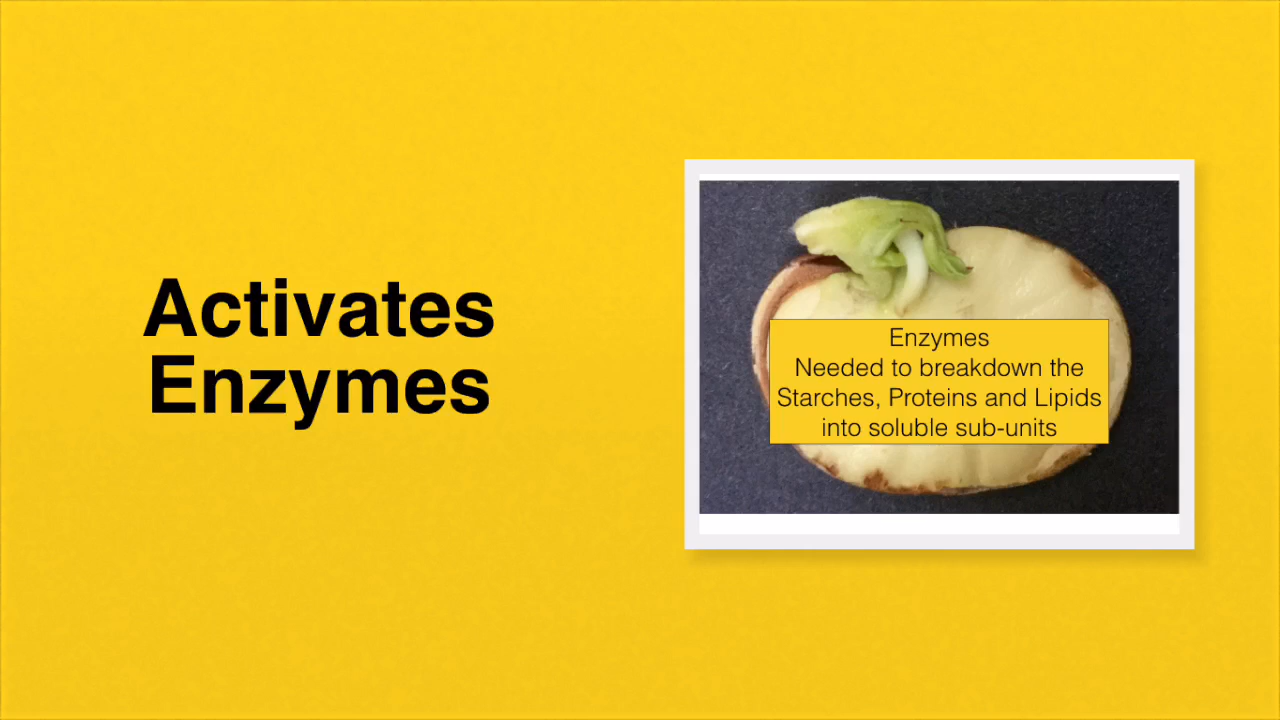 Activates
Enzymes
Enzymes
Needed to breakdown the
Starches, Proteins and Lipids
into soluble sub-units